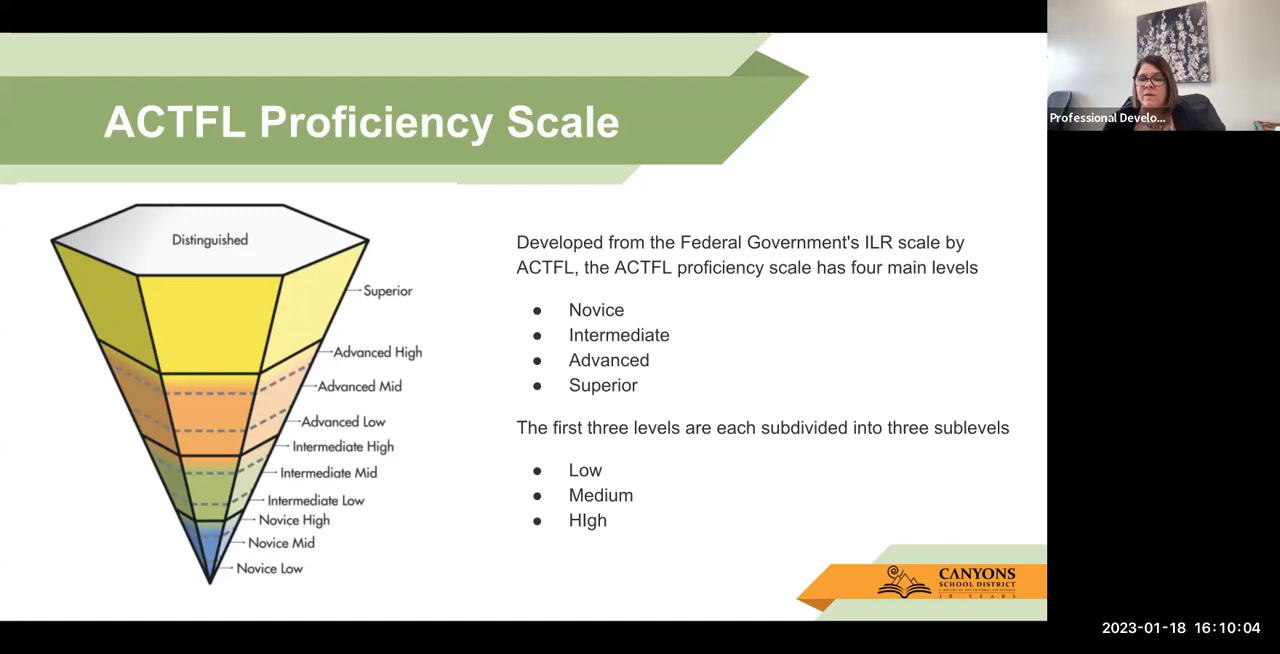 ACTFL Proficiency Scale
Distinguished
Superior
Advanced High
Advanced Mid
Advanced Low
Intermediate High
Intermediate Mid
Intermediate Low
Novice High
Novice Mid
Novice Low
Developed from the Federal Government's ILR scale by
ACTFL, the ACTFL proficiency scale has four main levels
● Novice
● Intermediate
● Advanced
● Superior
The first three levels are each subdivided into three sublevels
● Low
● Medium
● HIgh
CANYONS
SCHOOL DISTRICT
10 YEARS
Professional Develo...
2023-01-18 16:10:04